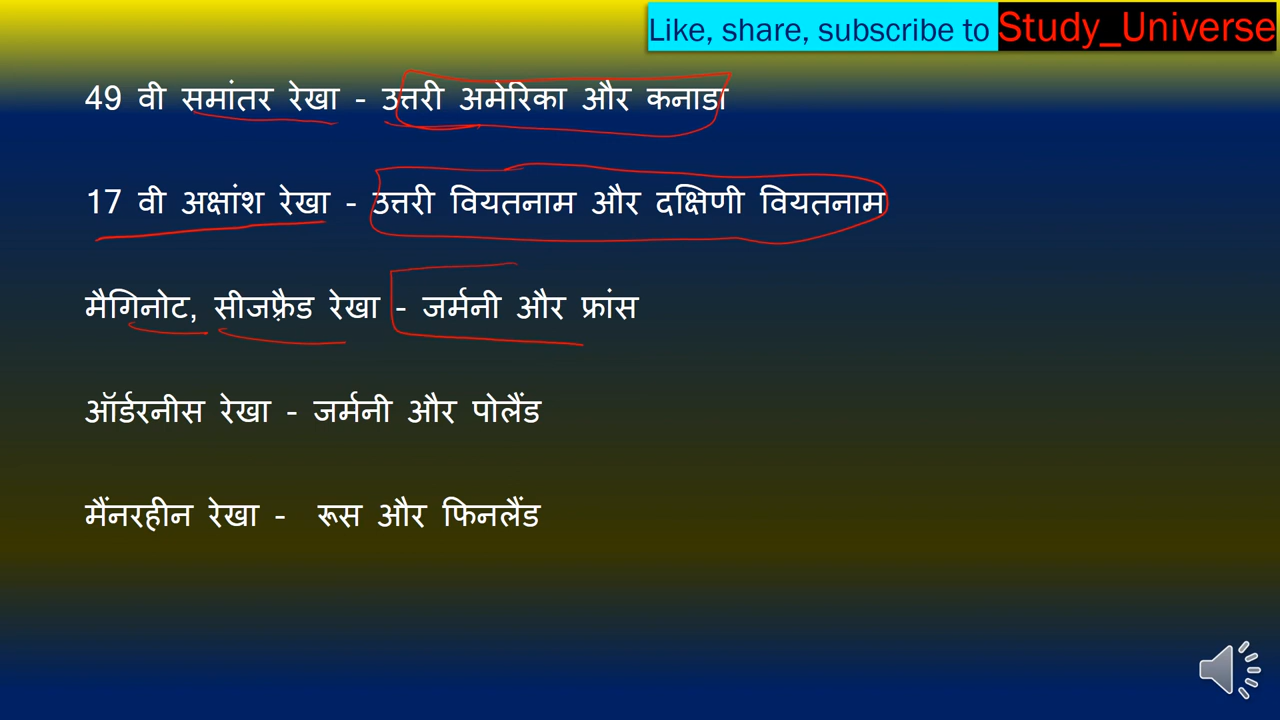 Like, share, subscribe to Study_Universe
49 वी समांतर रेखा - उत्तरी अमेरिका और कनाडा
17 वी अक्षांश रेखा - उत्तरी वियतनाम और दक्षिणी वियतनाम
मैगिनोट, सीजफ़्रैड रेखा - जर्मनी और फ्रांस
ऑर्डरनीस रेखा - जर्मनी और पोलैंड
मैंनरहीन रेखा - रूस और फिनलैंड